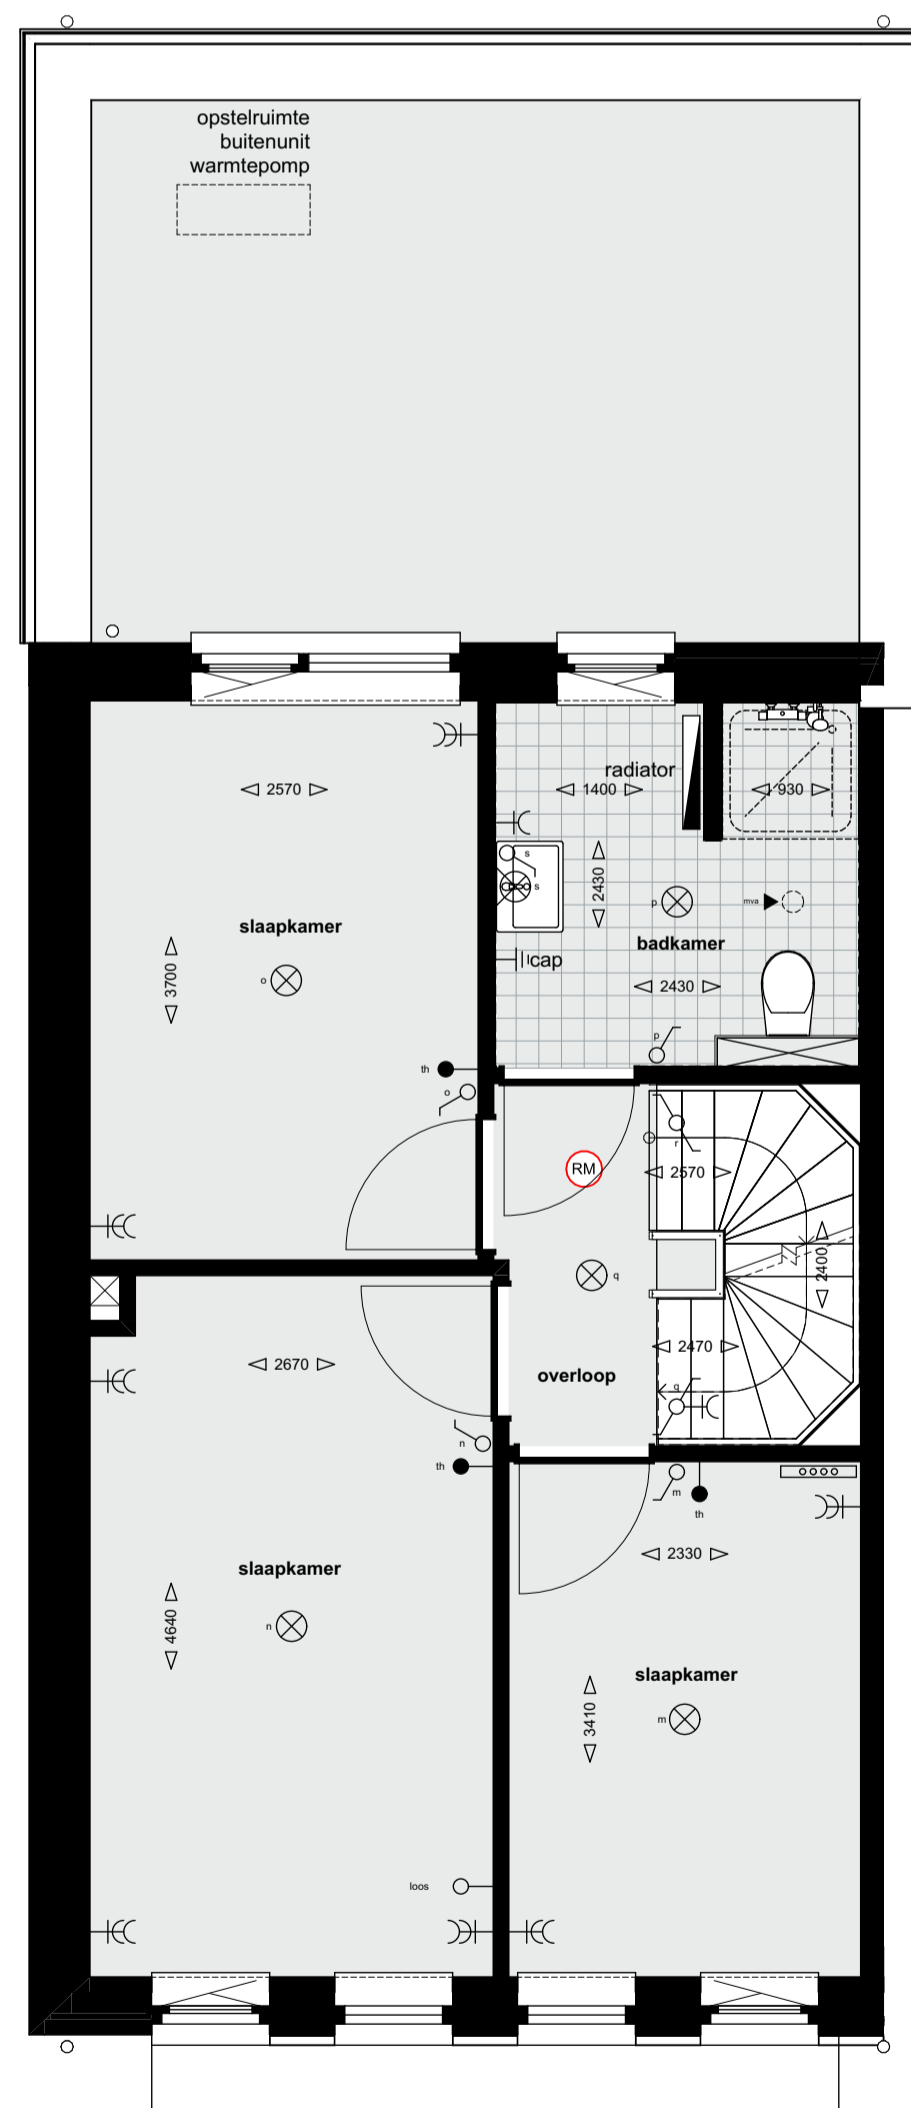 opstelruimte
buitenunit
warmtepomp
2570
radiator
1400
930
s
s
2430
3700
slaapkamer
o
p
mva
badkamer
cap
2430
p
th
o
r
RM
2570
2400
q
2670
2470
overloop
q
n
th
m
th
2330
slaapkamer
4640
n
slaapkamer
3410
m
loos